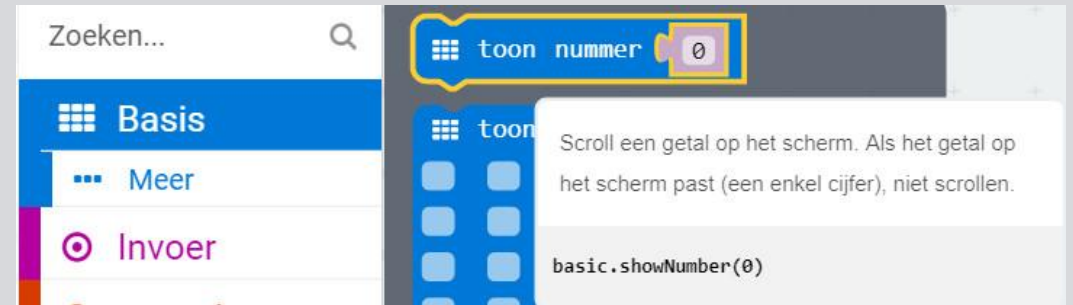 Zoeken...
toon nummer 0
Basis
toon
Scroll een getal op het scherm. Als het getal op
het scherm past (een enkel cijfer), niet scrollen.
Meer
Invoer
basic.showNumber(0)